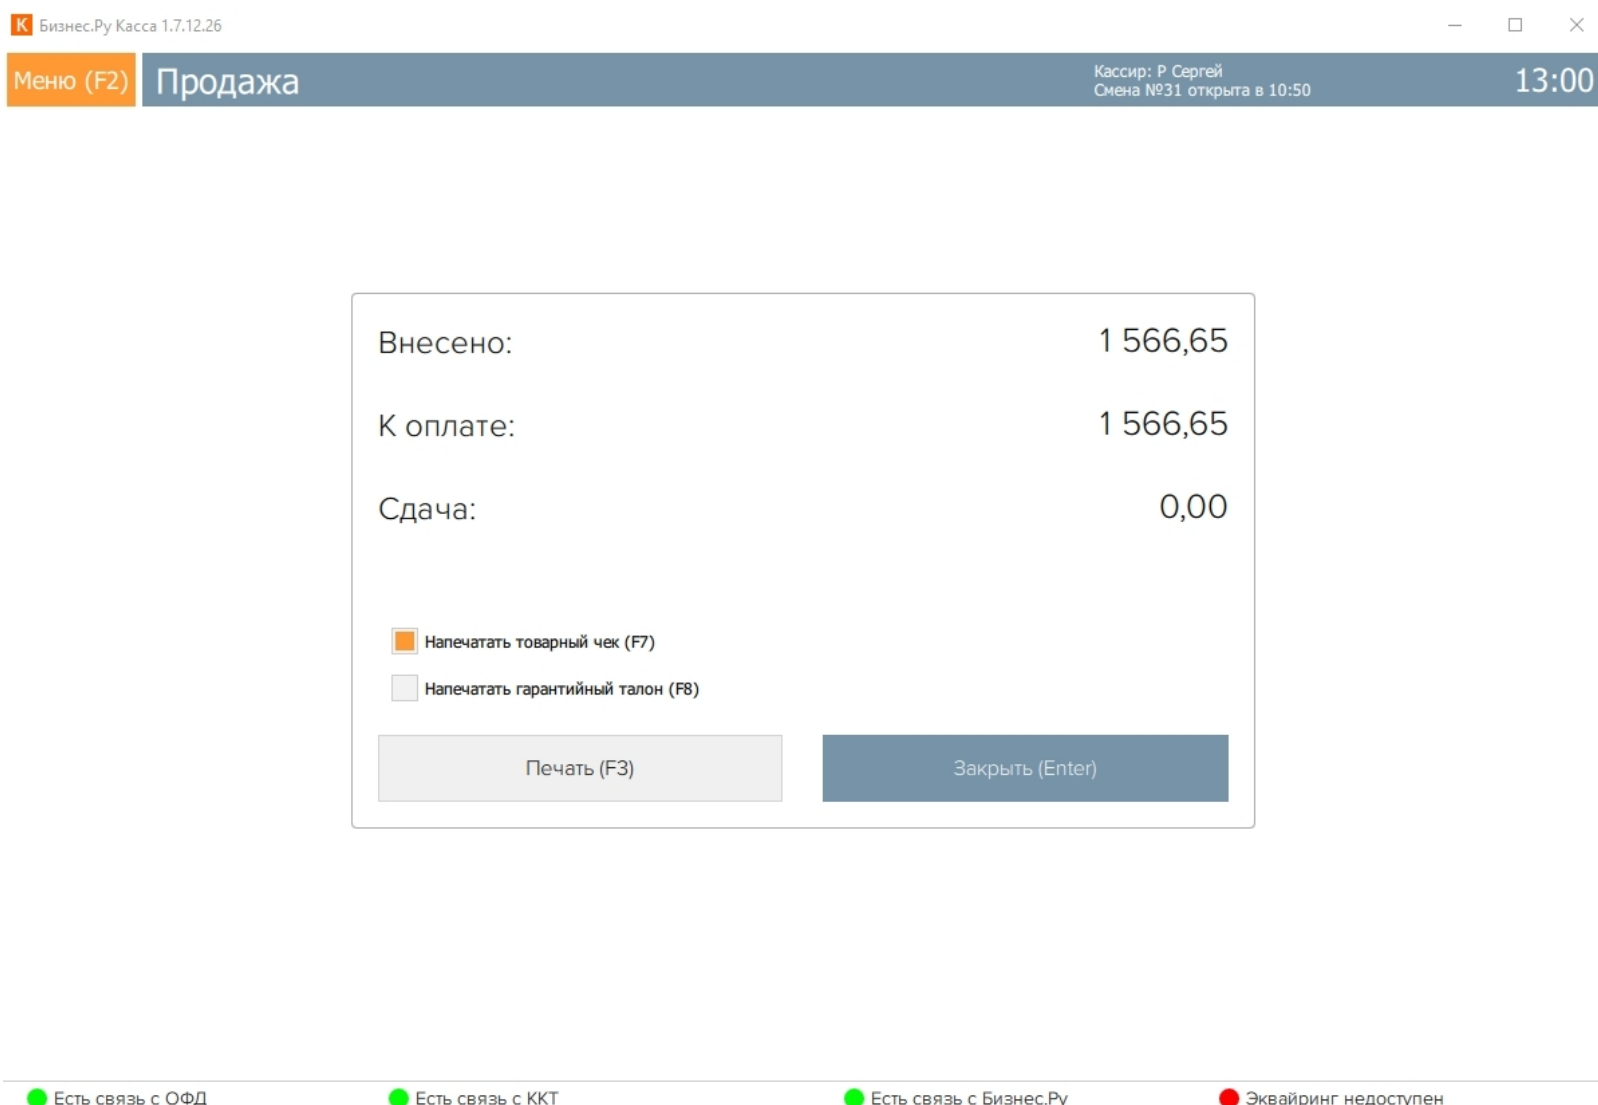 К Бизнес.Ру Касса 1.7.12.26
Меню (F2) Продажа
Кассир: Р Сергей
Смена №31 открыта в 10:50
13:00
Внесено: 1 566,65
К оплате: 1 566,65
Сдача: 0,00
Напечатать товарный чек (F7)
Напечатать гарантийный талон (F8)
Печать (F3) Закрыть (Enter)
Есть связь с ОФД Есть связь с ККТ Есть связь с Бизнес.Ру Эквайринг недоступен